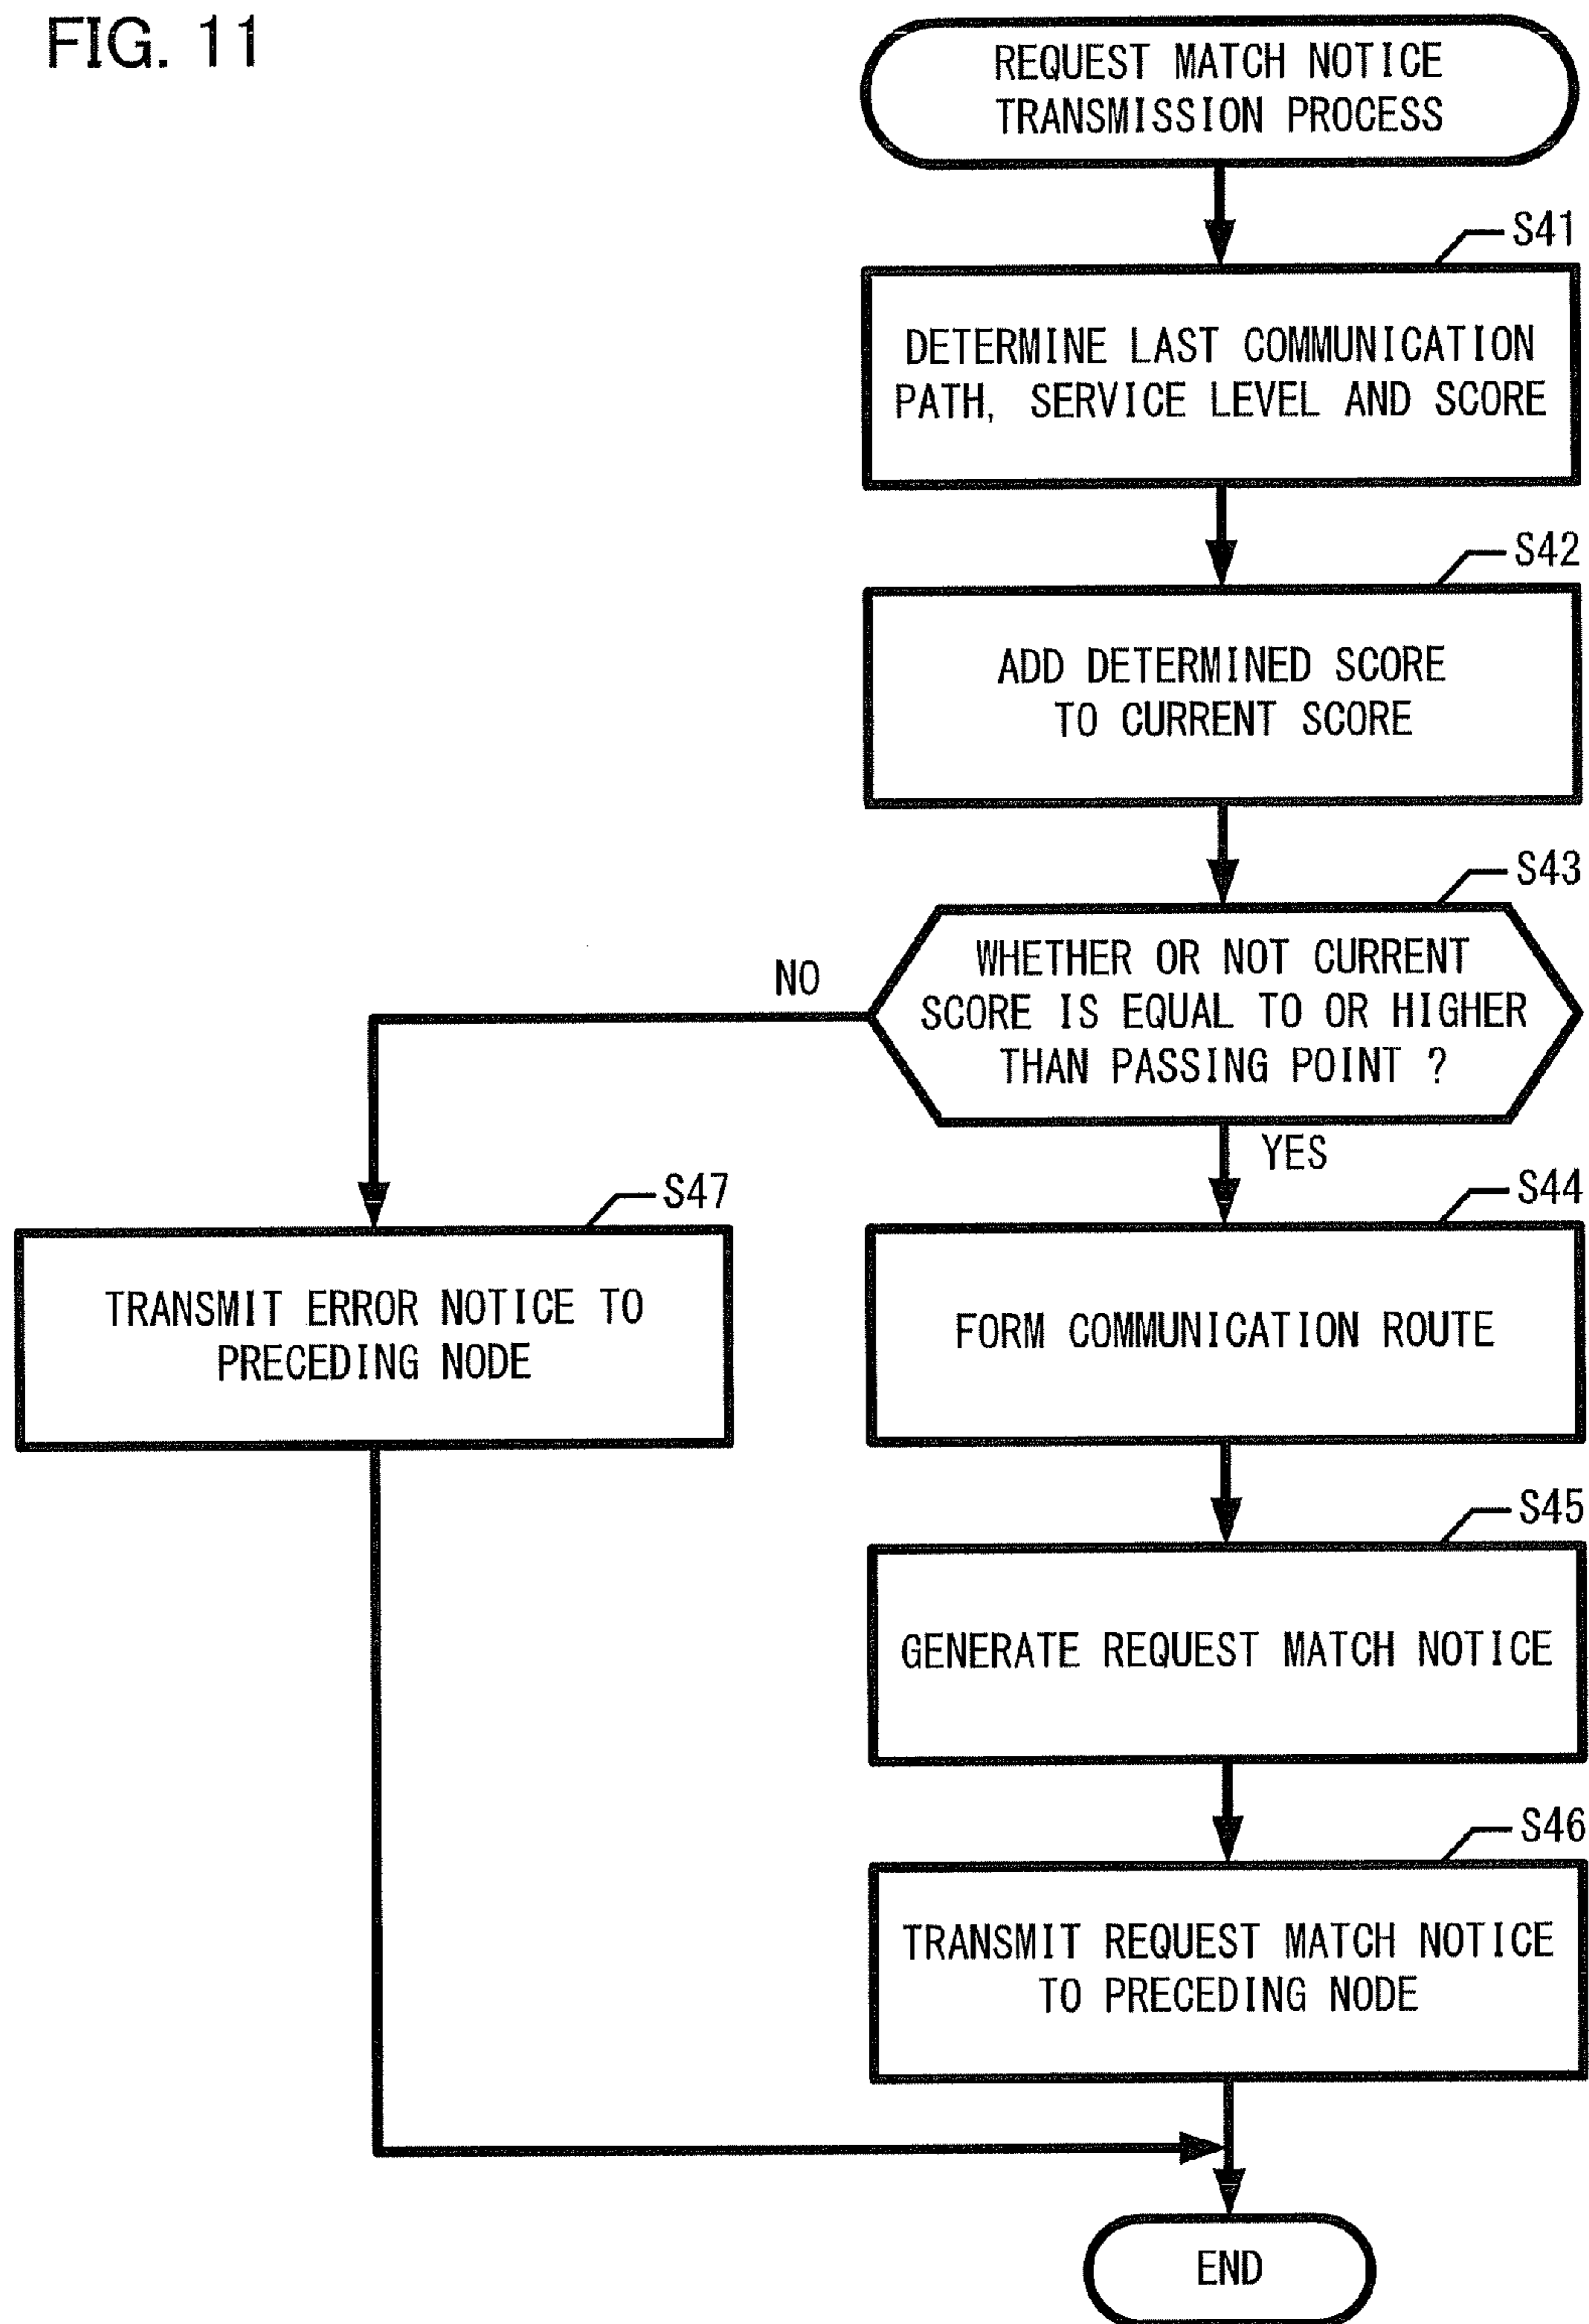 FIG. 11
REQUEST MATCH NOTICE
TRANSMISSION PROCESS
S41
DETERMINE LAST COMMUNICATION
PATH, SERVICE LEVEL AND SCORE
S42
ADD DETERMINED SCORE
TO CURRENT SCORE
S43
WHETHER OR NOT CURRENT
SCORE IS EQUAL TO OR HIGHER
THAN PASSING POINT ?
NO
YES
S47
TRANSMIT ERROR NOTICE TO
PRECEDING NODE
S44
FORM COMMUNICATION ROUTE
S45
GENERATE REQUEST MATCH NOTICE
S46
TRANSMIT REQUEST MATCH NOTICE
TO PRECEDING NODE
END